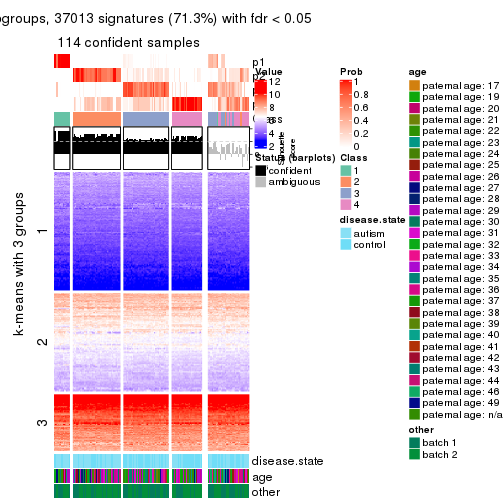 ogroups, 37013 signatures (71.3%) with fdr < 0.05
114 confident samples
p1
Value
12
10
8
6
4
2
Prob
1
0.8
0.6
0.4
0.2
0
Status (barplots)
confident
ambiguous
Class
1
2
3
4
disease.state
autism
control
age
paternal age: 17
paternal age: 19
paternal age: 20
paternal age: 21
paternal age: 22
paternal age: 23
paternal age: 24
paternal age: 25
paternal age: 26
paternal age: 27
paternal age: 28
paternal age: 29
paternal age: 30
paternal age: 31
paternal age: 32
paternal age: 33
paternal age: 34
paternal age: 35
paternal age: 36
paternal age: 37
paternal age: 38
paternal age: 39
paternal age: 40
paternal age: 41
paternal age: 42
paternal age: 43
paternal age: 44
paternal age: 46
paternal age: 49
paternal age: n/a
other
batch 1
batch 2
k-means with 3 groups
1
2
3
disease.state
age
other